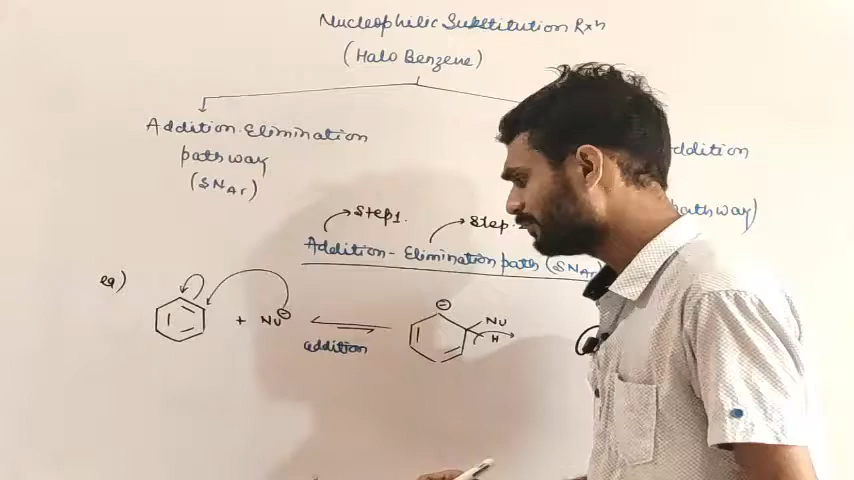 Nucleophilic Substitution Rxn
(Halo Benzene)
Addition-Elimination
pathway
(SNAr)
ddition
pathway)
Step1.
Step
Addition-Elimination path (SNAr
eg)
+ Nu⊖
addition
⊖
Nu
H